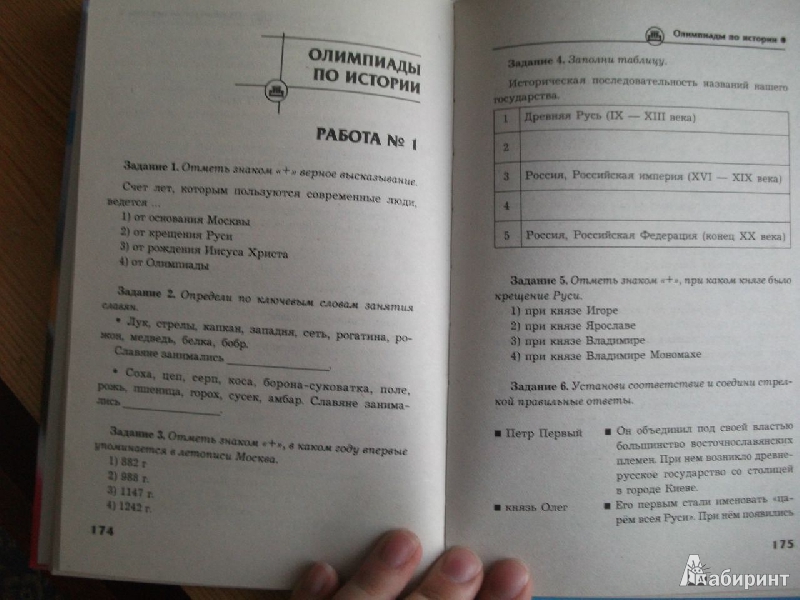 ОЛИМПИАДЫ
ПО ИСТОРИИ
РАБОТА № 1
Задание 1. Отметь знаком «+» верное высказывание.
Счет лет, которым пользуются современные люди,
ведется ...
1) от основания Москвы
2) от крещения Руси
3) от рождения Иисуса Христа
4) от Олимпиады
Задание 2. Определи по ключевым словам занятия
славян.
• Лук, стрелы, капкан, западня, сеть, рогатина, ро-
жон, медведь, белка, бобр.
Славяне занимались ______________.
• Соха, цеп, серп, коса, борона-суковатка, поле,
рожь, пшеница, горох, сусек, амбар. Славяне занима-
лись ______________.
Задание 3. Отметь знаком «+», в каком году впервые
упоминается в летописи Москва.
1) 882 г
2) 988 г.
3) 1147 г.
4) 1242 г.
174
Олимпиады по истории
Задание 4. Заполни таблицу.
Историческая последовательность названий нашего
государства.
1 Древняя Русь (IX — XIII века)
2
3 Россия, Российская империя (XVI — XIX века)
4
5 Россия, Российская Федерация (конец XX века)
Задание 5. Отметь знаком «+», при каком князе было
крещение Руси.
1) при князе Игоре
2) при князе Ярославе
3) при князе Владимире
4) при князе Владимире Мономахе
Задание 6. Установи соответствие и соедини стрел-
кой правильные ответы.
■ Петр Первый ■ Он объединил под своей властью
большинство восточнославянских
племен. При нем возникло древне-
русское государство со столицей
в городе Киеве.
■ князь Олег ■ Его первым стали именовать «ца-
рём всея Руси». При нём появились
175
Лабиринт